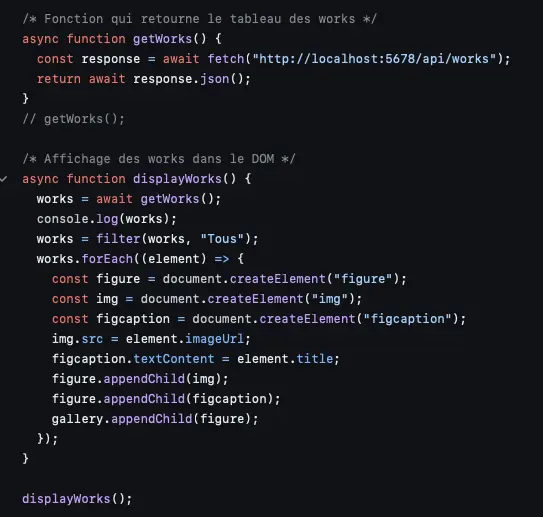 /* Fonction qui retourne le tableau des works */
async function getWorks() {
  const response = await fetch("http://localhost:5678/api/works");
  return await response.json();
}
// getWorks();

/* Affichage des works dans le DOM */
async function displayWorks() {
  works = await getWorks();
  console.log(works);
  works = filter(works, "Tous");
  works.forEach((element) => {
    const figure = document.createElement("figure");
    const img = document.createElement("img");
    const figcaption = document.createElement("figcaption");
    img.src = element.imageUrl;
    figcaption.textContent = element.title;
    figure.appendChild(img);
    figure.appendChild(figcaption);
    gallery.appendChild(figure);
  });
}

displayWorks();